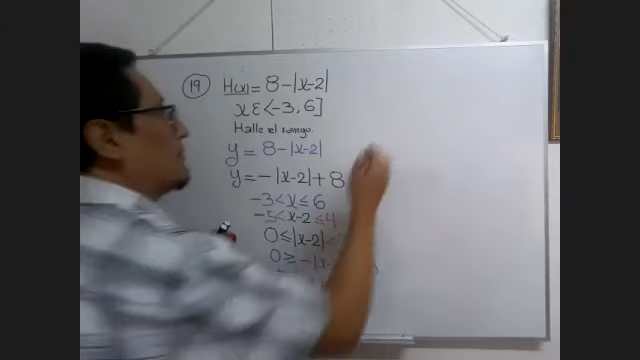 19 H(x) = 8 - |x-2|
x ε <-3, 6]
Halle el rango.
y = 8 - |x-2|
y = - |x-2| + 8
-3 < x ≤ 6
-5 < x-2 ≤ 4
0 ≤ |x-2| <
0 ≥ - |x-